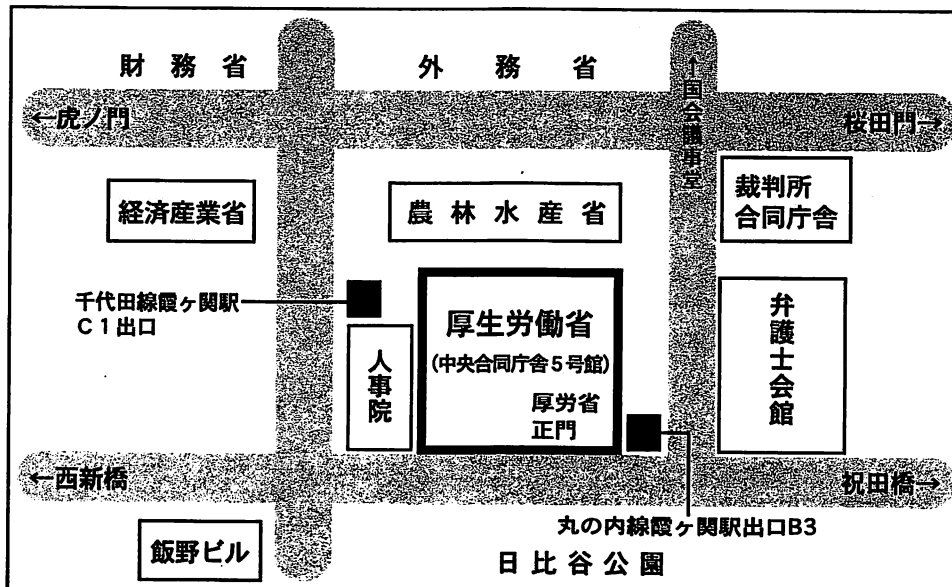 財務省
外務省
↑国会議事堂
←虎ノ門
桜田門→
経済産業省
農林水産省
裁判所
合同庁舎
千代田線霞ヶ関駅
C1出口
人事院
厚生労働省
(中央合同庁舎5号館)
厚労省
正門
弁護士会館
←西新橋
祝田橋→
丸の内線霞ヶ関駅出口B3
飯野ビル
日比谷公園